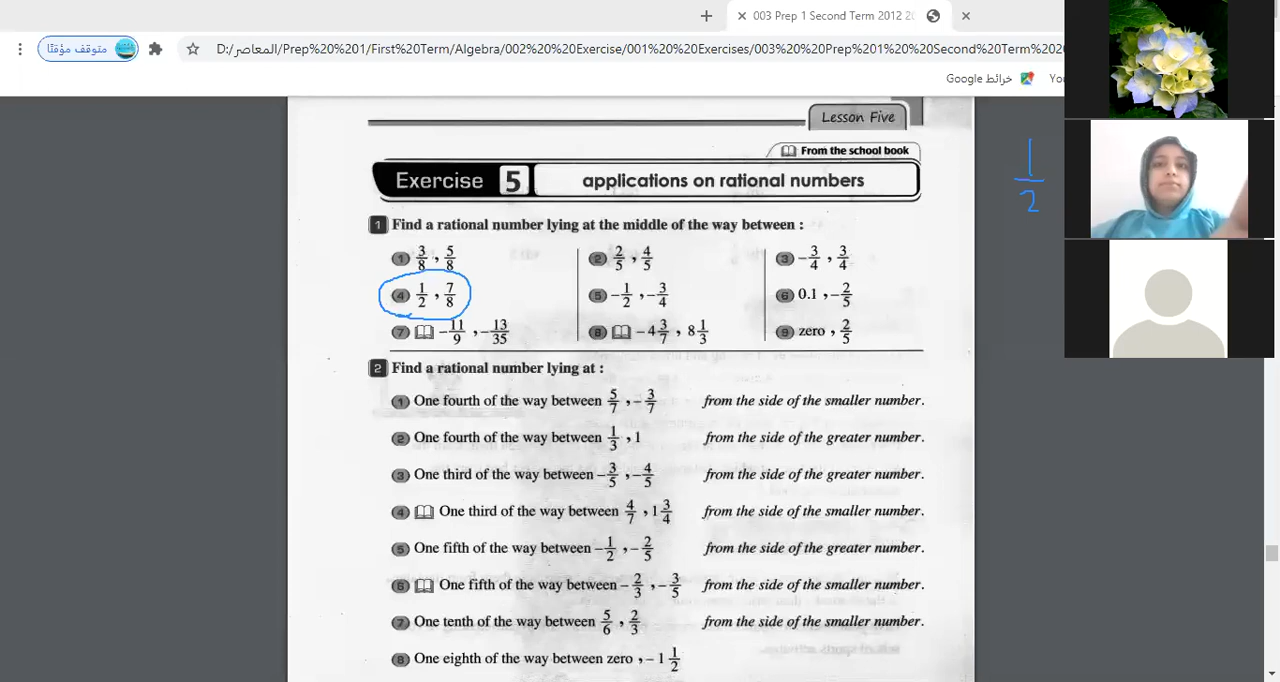 003 Prep 1 Second Term 2012 20
متوقف مؤقتًا
D:/المعاصر/Prep%20%201/First%20Term/Algebra/002%20%20Exercise/001%20%20Exercises/003%20%20Prep%201%20%20Second%20Term%20
خرائط Google
Lesson Five
From the school book
Exercise 5 applications on rational numbers
1/2
1 Find a rational number lying at the middle of the way between :
1 3/8 , 5/8 2 2/5 , 4/5 3 -3/4 , 3/4
4 1/2 , 7/8 5 -1/2 , -3/4 6 0.1 , -2/5
7 -11/9 , -13/35 8 -4 3/7 , 8 1/3 9 zero , 2/5
2 Find a rational number lying at :
1 One fourth of the way between 5/7 , -3/7 from the side of the smaller number.
2 One fourth of the way between 1/3 , 1 from the side of the greater number.
3 One third of the way between -3/5 , -4/5 from the side of the greater number.
4 One third of the way between 4/7 , 1 3/4 from the side of the smaller number.
5 One fifth of the way between -1/2 , -2/5 from the side of the greater number.
6 One fifth of the way between -2/3 , -3/5 from the side of the smaller number.
7 One tenth of the way between 5/6 , 2/3 from the side of the smaller number.
8 One eighth of the way between zero , -1 1/2